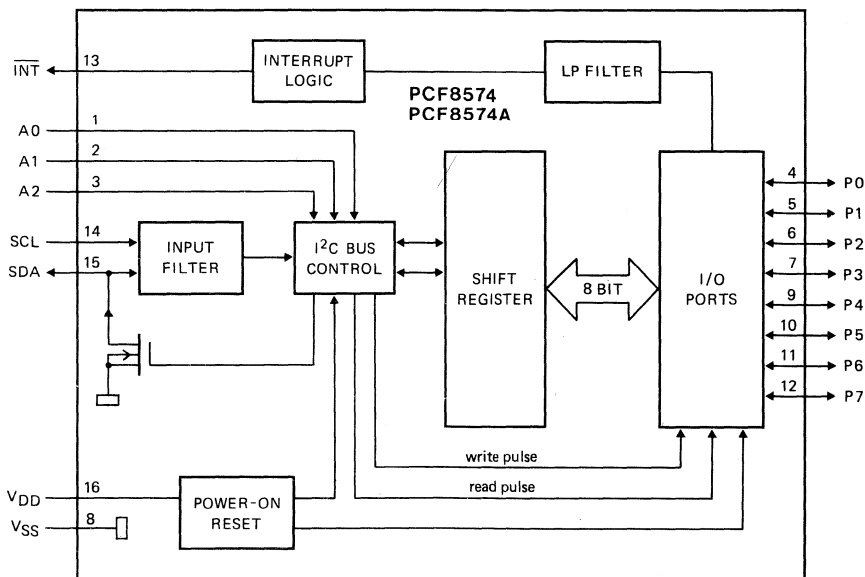 INT
13
INTERRUPT
LOGIC
LP FILTER
PCF8574
PCF8574A
A0
1
A1
2
A2
3
SCL
14
SDA
15
INPUT
FILTER
I²C BUS
CONTROL
SHIFT
REGISTER
8 BIT
I/O
PORTS
4
P0
5
P1
6
P2
7
P3
9
P4
10
P5
11
P6
12
P7
write pulse
read pulse
VDD
16
VSS
8
POWER-ON
RESET